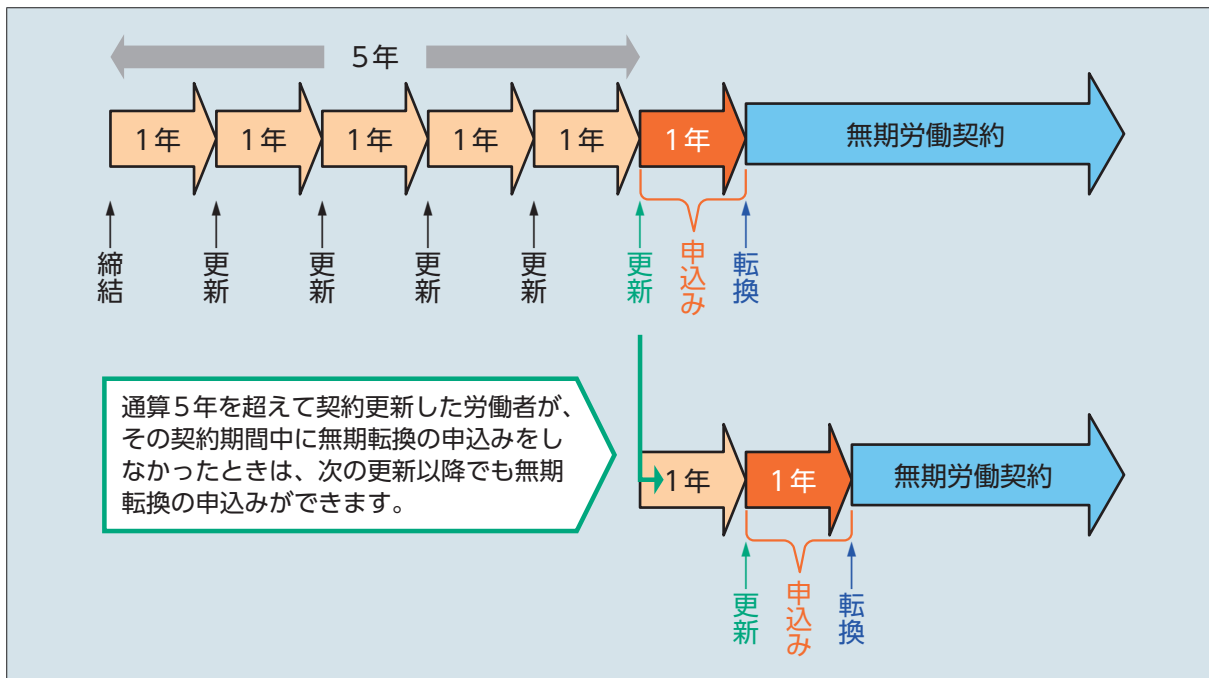 5年
1年
1年
1年
1年
1年
1年
無期労働契約
締結
更新
更新
更新
更新
更新
申込み
転換
通算5年を超えて契約更新した労働者が、
その契約期間中に無期転換の申込みをし
なかったときは、次の更新以降でも無期
転換の申込みができます。
1年
1年
無期労働契約
更新
申込み
転換